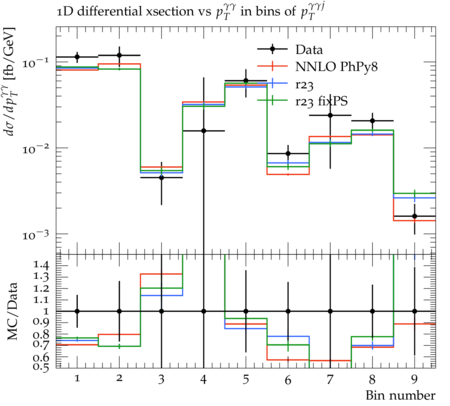 1D differential xsection vs p_T^{γγ} in bins of p_T^{γγj}
dσ/dp_T^{γγ} [fb/GeV]
10^{−1}
10^{−2}
10^{−3}
Data
NNLO PhPy8
r23
r23 fixPS
MC/Data
1.4
1.3
1.2
1.1
1
0.9
0.8
0.7
0.6
0.5
1 2 3 4 5 6 7 8 9
Bin number